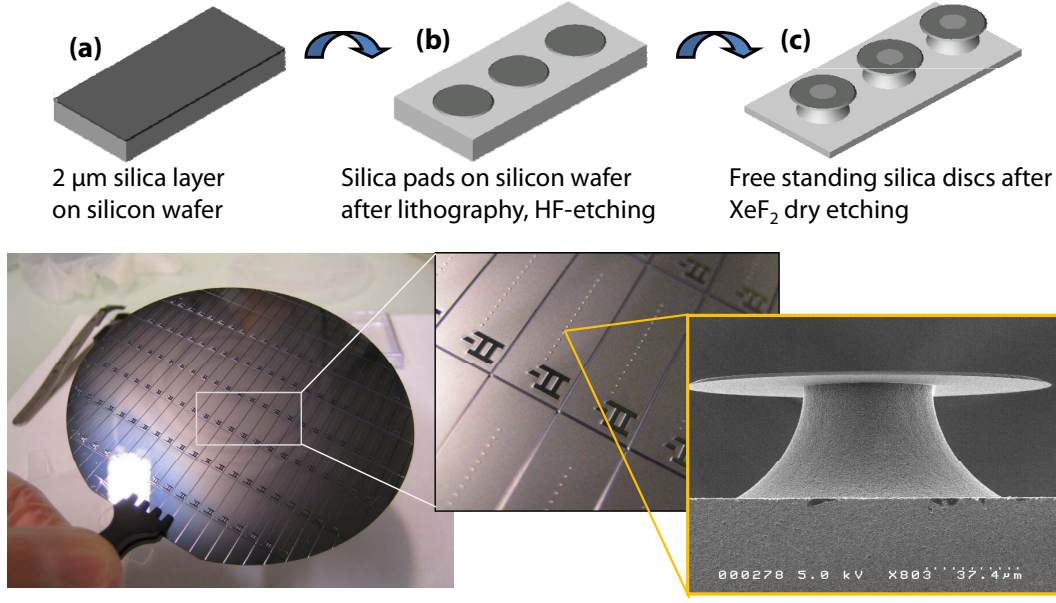 (a)
(b)
(c)
2 µm silica layer
on silicon wafer
Silica pads on silicon wafer
after lithography, HF-etching
Free standing silica discs after
XeF₂ dry etching
000278 5.0 kV X803 37.4µm